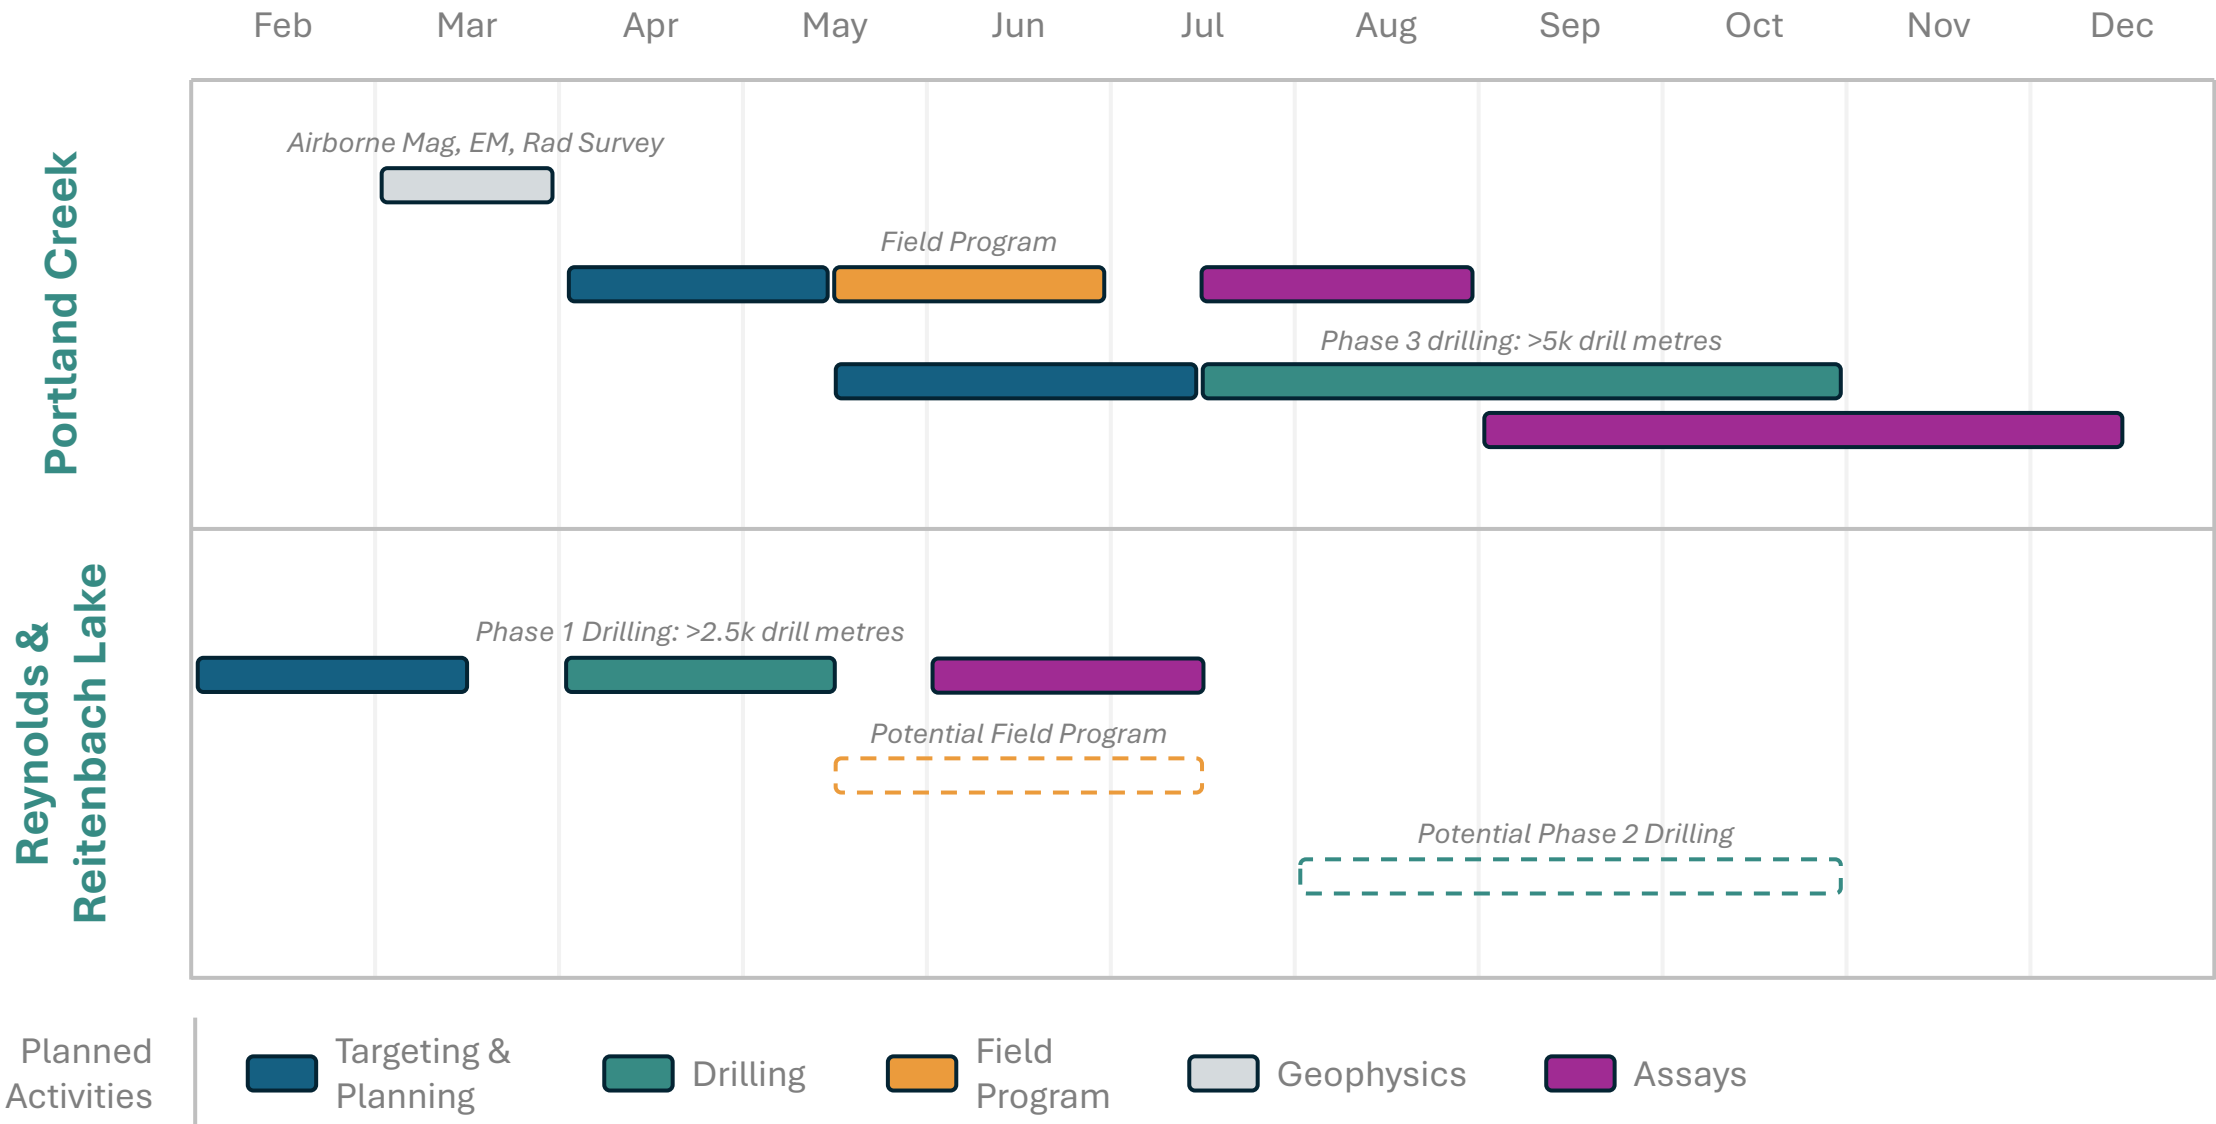 Feb Mar Apr May Jun Jul Aug Sep Oct Nov Dec
Portland Creek
Airborne Mag, EM, Rad Survey
Field Program
Phase 3 drilling: >5k drill metres
Reynolds &
Reitenbach Lake
Phase 1 Drilling: >2.5k drill metres
Potential Field Program
Potential Phase 2 Drilling
Planned
Activities
Targeting &
Planning
Drilling
Field
Program
Geophysics
Assays